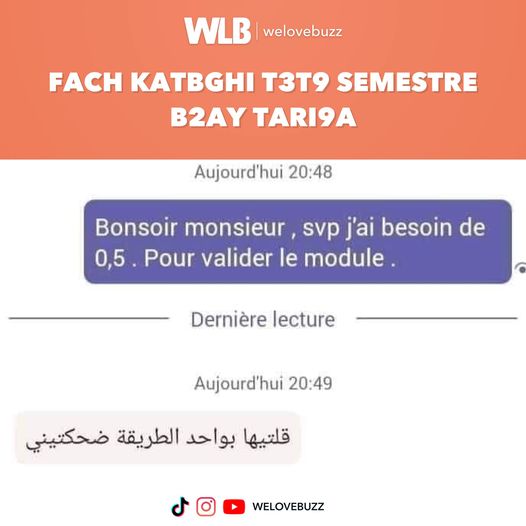 WLB | welovebuzz
FACH KATBGHI T3T9 SEMESTRE
B2AY TARI9A
Aujourd'hui 20:48
Bonsoir monsieur , svp j'ai besoin de
0,5 . Pour valider le module .
Dernière lecture
Aujourd'hui 20:49
قلتيها بواحد الطريقة ضحكتيني
WELOVEBUZZ